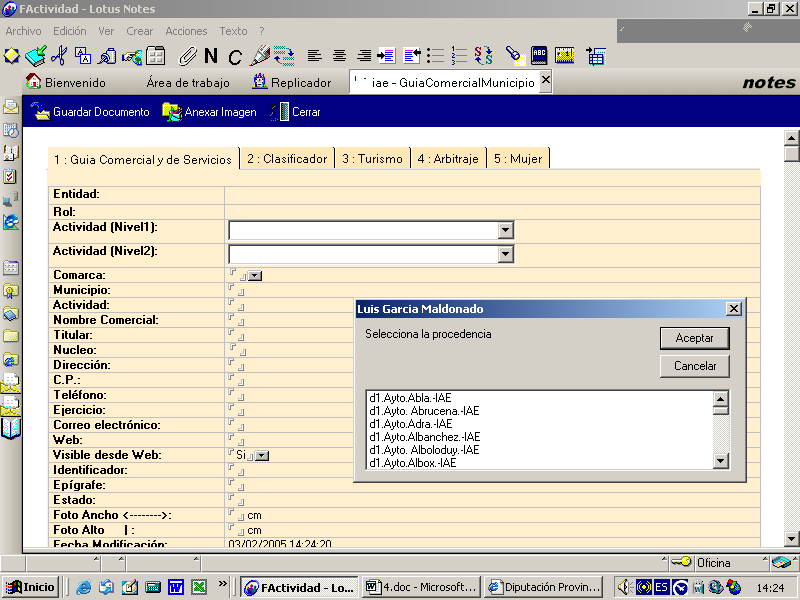 FActividad - Lotus Notes
Archivo Edición Ver Crear Acciones Texto ?
N C ABC
Bienvenido Área de trabajo Replicador iae - GuiaComercialMunicipio notes
Guardar Documento Anexar Imagen Cerrar
1 : Guia Comercial y de Servicios 2 : Clasificador 3 : Turismo 4 : Arbitraje 5 : Mujer
Entidad:
Rol:
Actividad (Nivel1):
Actividad (Nivel2):
Comarca:
Municipio:
Actividad:
Nombre Comercial:
Titular:
Nucleo:
Dirección:
C.P.:
Teléfono:
Ejercicio:
Correo electrónico:
Web:
Visible desde Web: Si
Identificador:
Epígrafe:
Estado:
Foto Ancho <-------->: cm
Foto Alto | : cm
Fecha Modificación: 03/02/2005 14:24:20
Luis Garcia Maldonado
Selecciona la procedencia
Aceptar
Cancelar
d1.Ayto.Abla.-IAE
d1.Ayto. Abrucena.-IAE
d1.Ayto.Adra.-IAE
d1.Ayto.Albanchez.-IAE
d1.Ayto. Alboloduy.-IAE
d1.Ayto.Albox.-IAE
Oficina
Inicio W X » FActividad - Lo... 4.doc - Microsoft... Diputación Provin... ES 14:24